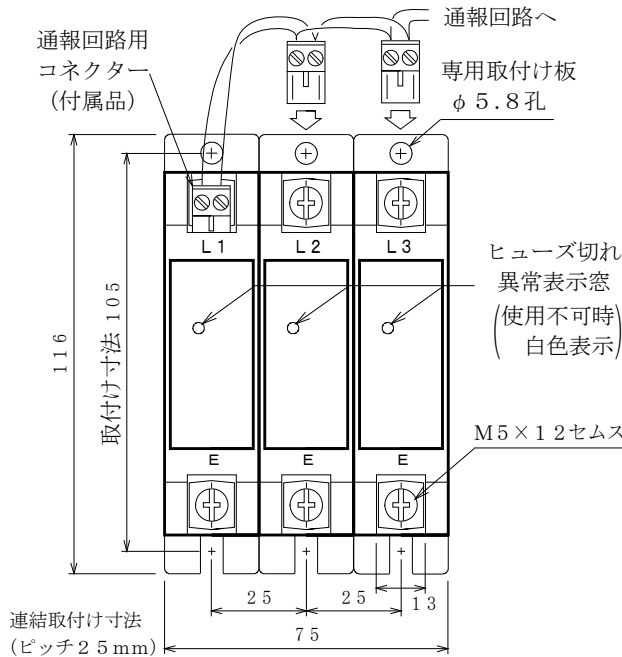 通報回路へ
通報回路用
コネクター
(付属品)
専用取付け板
φ5.8孔
L1
L2
L3
ヒューズ切れ
異常表示窓
(使用不可時
白色表示)
116
取付け寸法 105
M5×12セムス
E
E
E
25
25
13
75
連結取付け寸法
(ピッチ25mm)